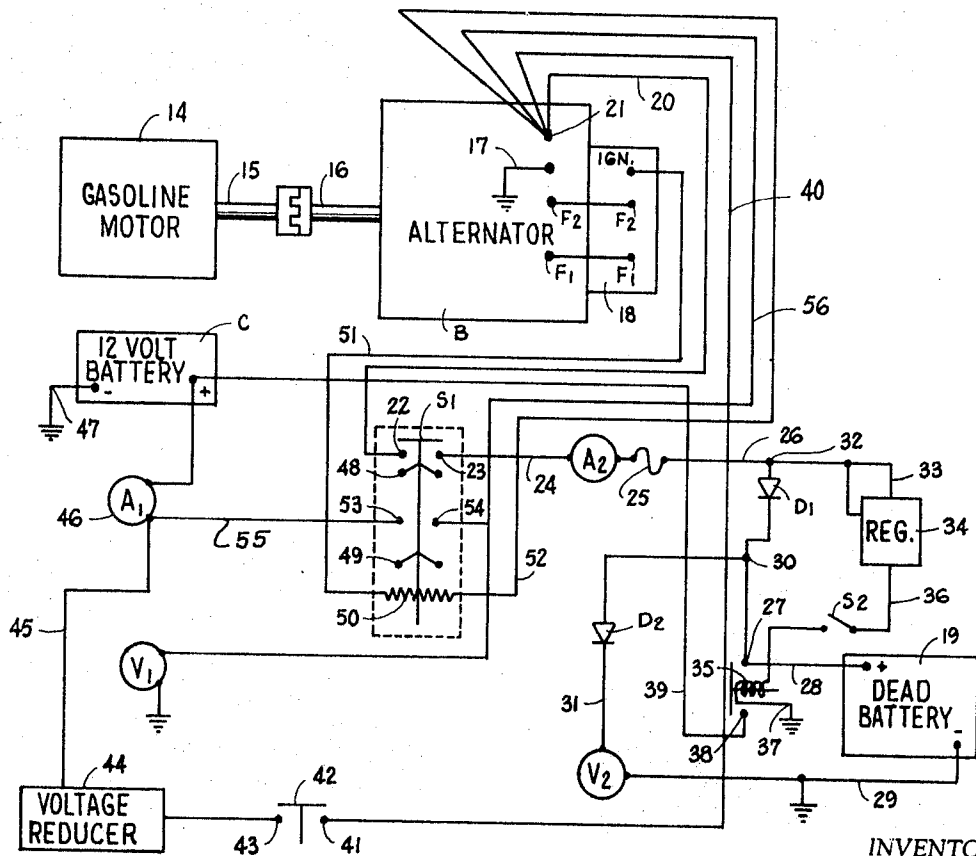 14
GASOLINE
MOTOR
15
16
17
21
20
IGN.
F2
F2
F1
F1
ALTERNATOR
18
B
40
56
C
12 VOLT
BATTERY
-
+
47
51
S1
22
23
48
53
54
49
50
52
24
A2
25
26
32
33
D1
REG.
34
A1
46
55
30
36
S2
D2
27
35
28
19
+
DEAD
BATTERY
-
45
V1
31
39
38
37
V2
29
44
VOLTAGE
REDUCER
42
43
41
INVENTO